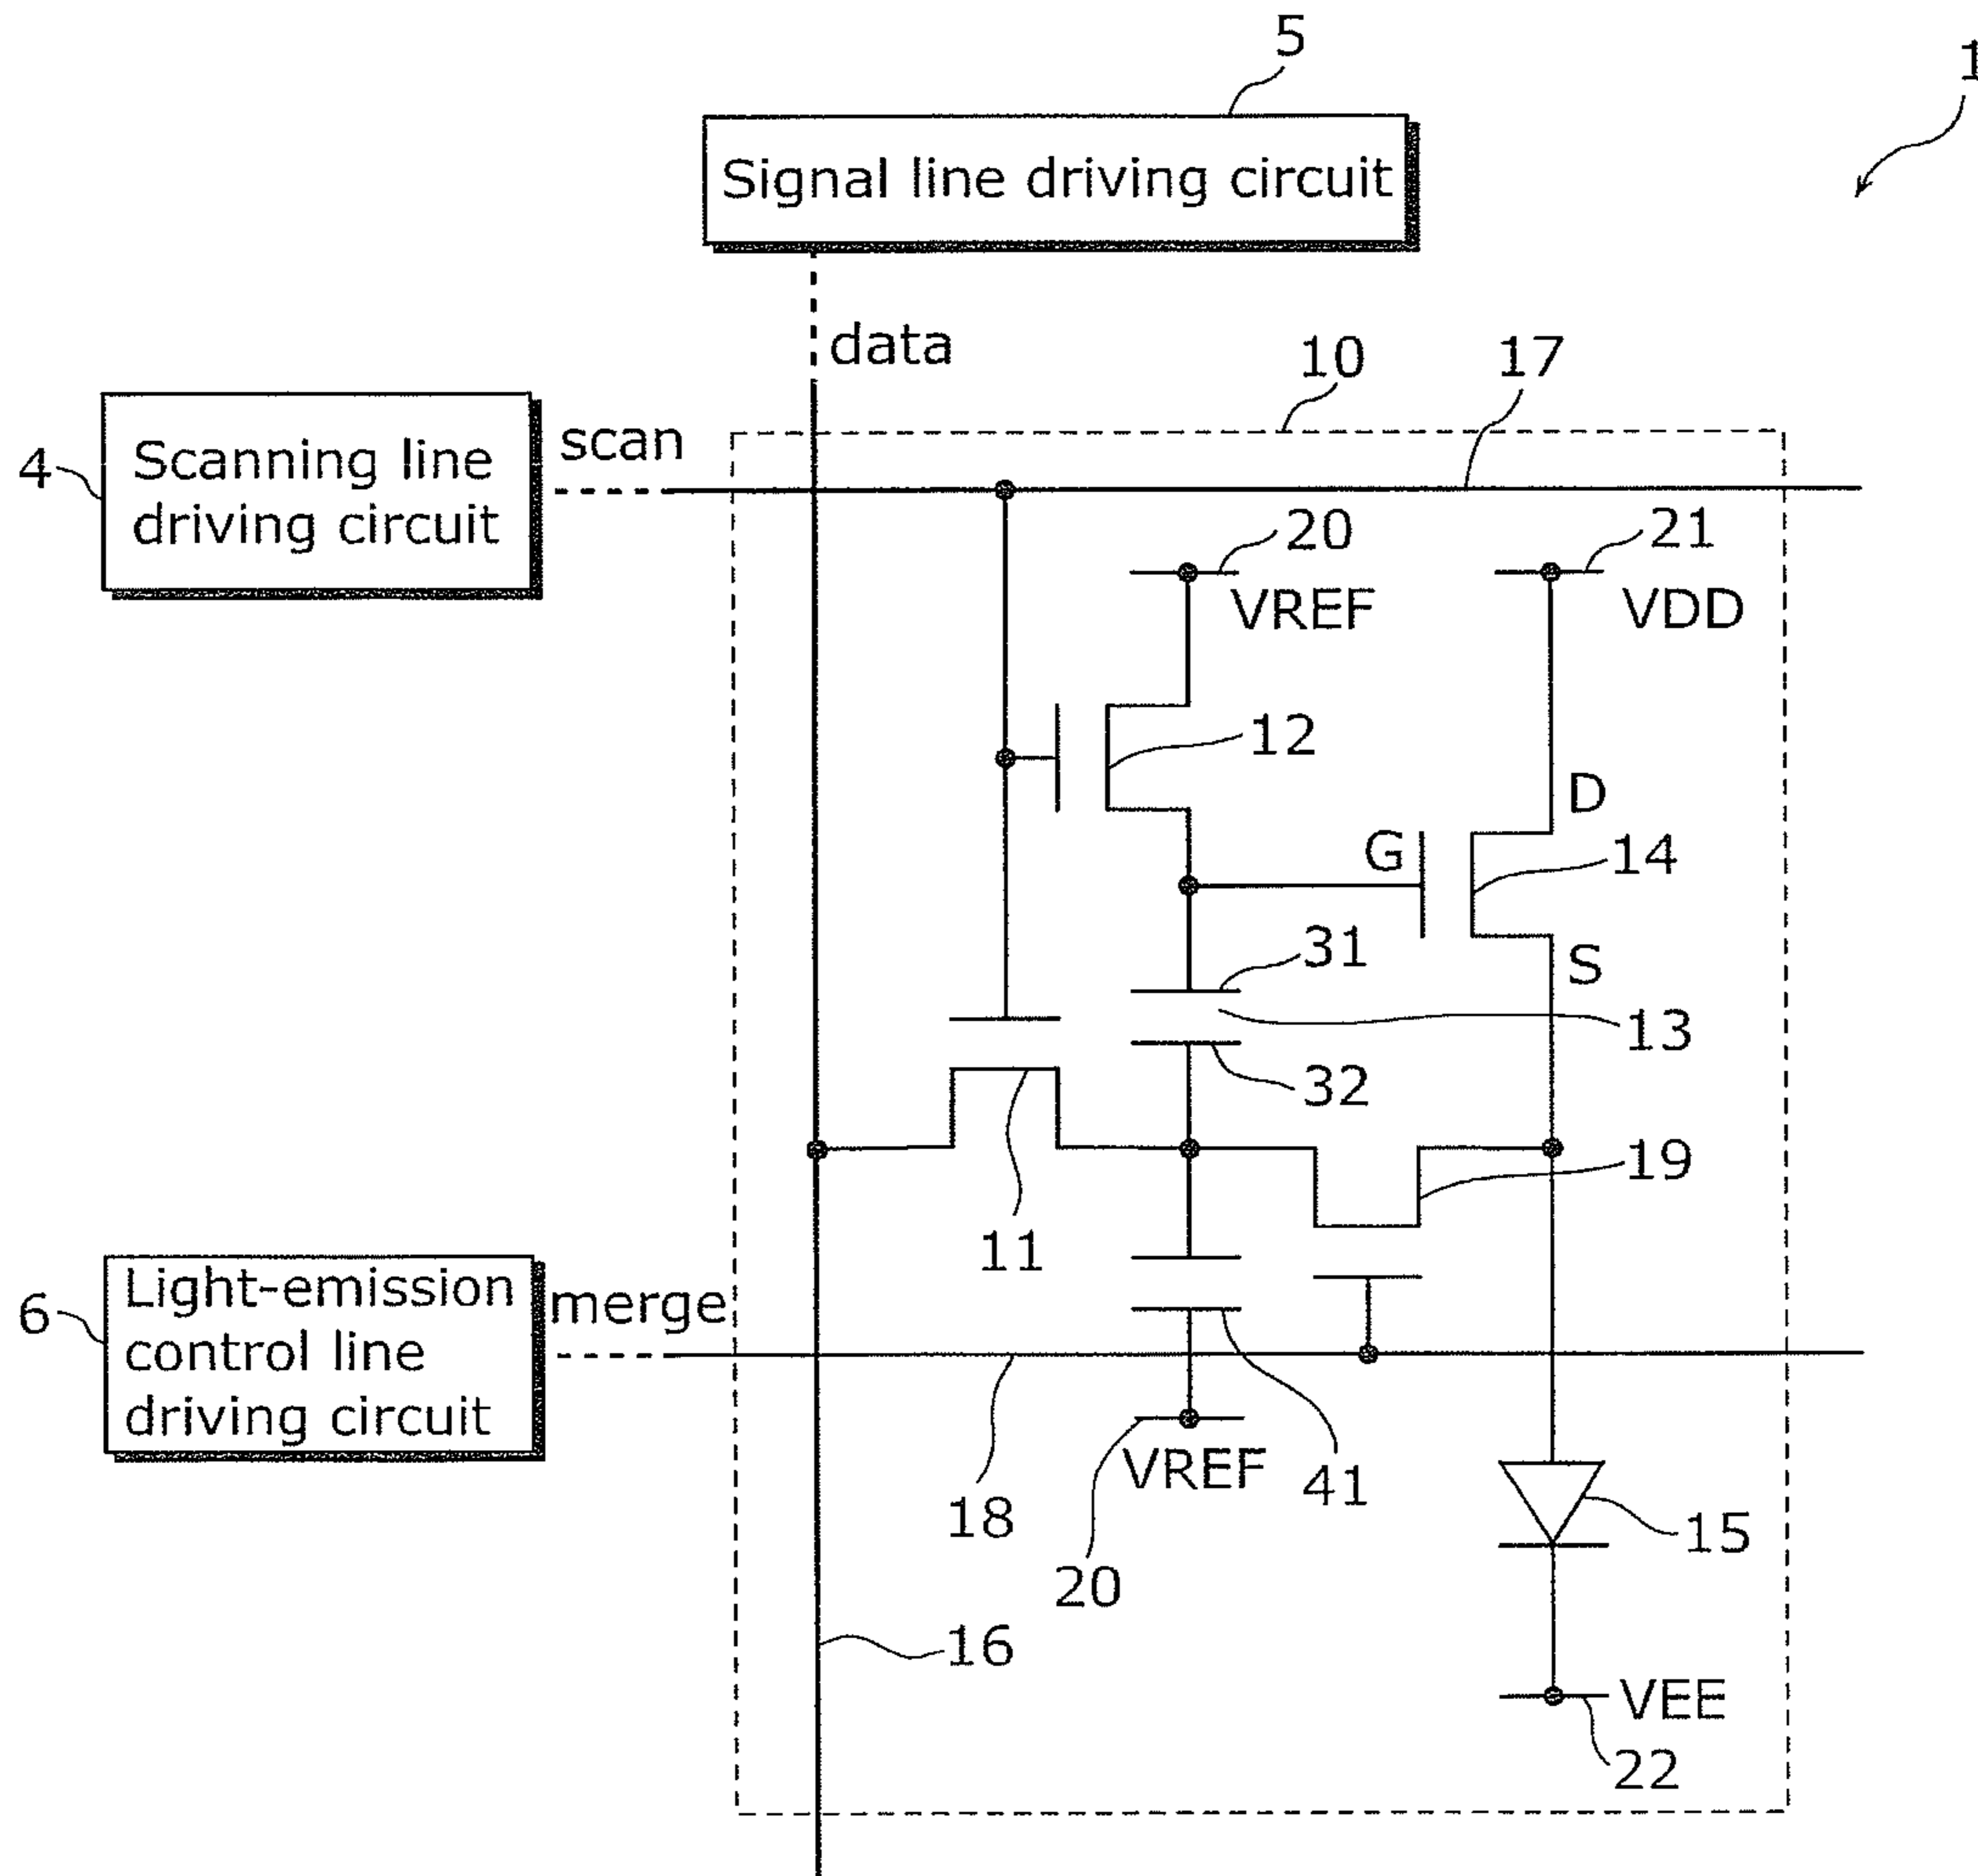 5
1
Signal line driving circuit
data
10
17
4
Scanning line
driving circuit
scan
20
21
VREF
VDD
12
D
G
14
S
31
13
32
19
11
6
Light-emission
control line
driving circuit
merge
VREF
41
18
15
20
16
VEE
22